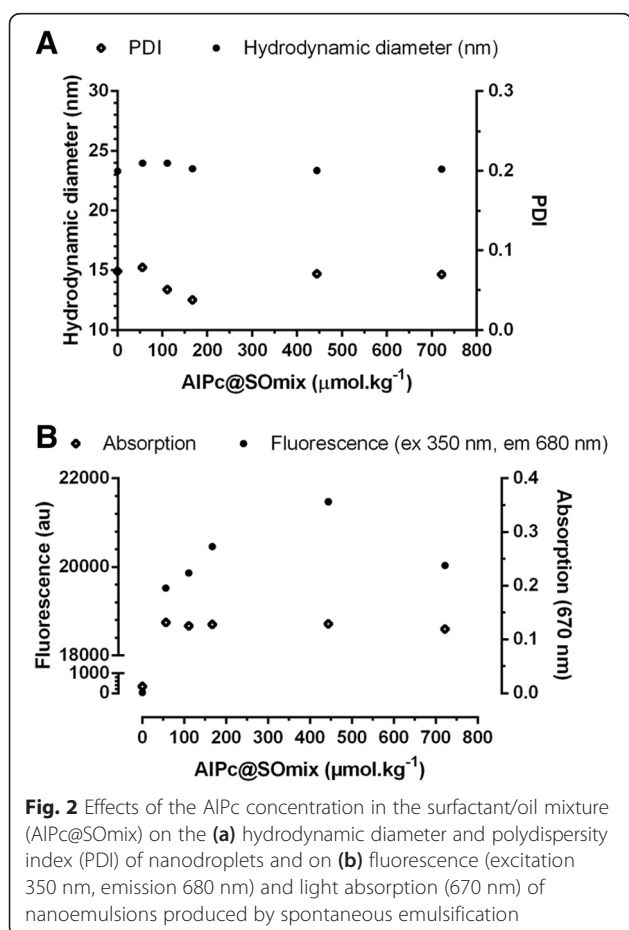 A
PDI
Hydrodynamic diameter (nm)
30
25
20
15
10
Hydrodynamic diameter (nm)
0.3
0.2
0.1
0.0
PDI
0 100 200 300 400 500 600 700 800
AlPc@SOmix (μmol.kg⁻¹)
B
Absorption
Fluorescence (ex 350 nm, em 680 nm)
22000
20000
18000
1000
0
Fluorescence (au)
0.4
0.3
0.2
0.1
0.0
Absorption (670 nm)
0 100 200 300 400 500 600 700 800
AlPc@SOmix (μmol.kg⁻¹)
Fig. 2 Effects of the AlPc concentration in the surfactant/oil mixture
(AlPc@SOmix) on the (a) hydrodynamic diameter and polydispersity
index (PDI) of nanodroplets and on (b) fluorescence (excitation
350 nm, emission 680 nm) and light absorption (670 nm) of
nanoemulsions produced by spontaneous emulsification